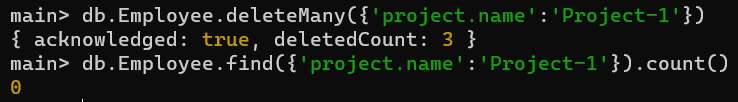 main> db.Employee.deleteMany({'project.name':'Project-1'})
{ acknowledged: true, deletedCount: 3 }
main> db.Employee.find({'project.name':'Project-1'}).count()
0